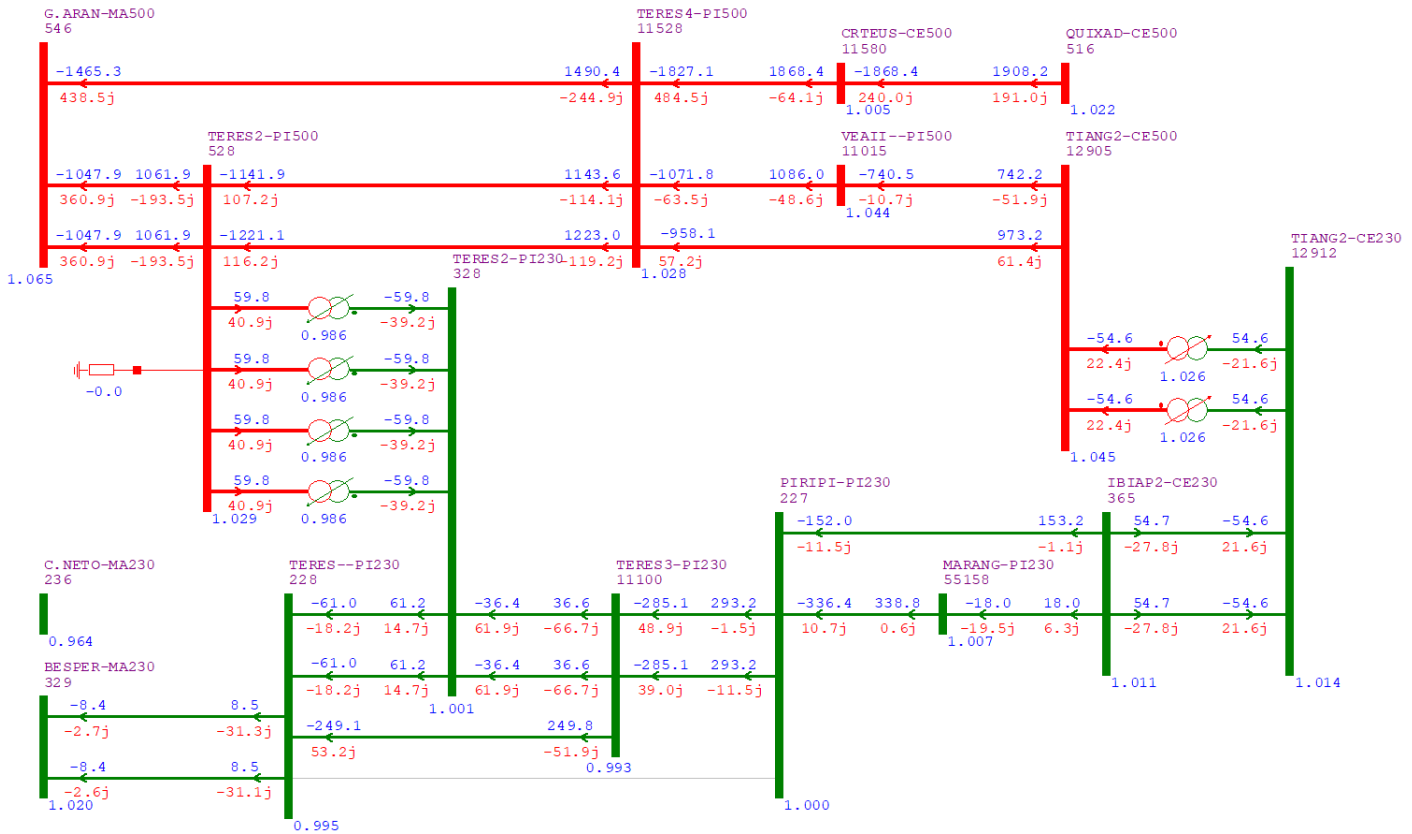 G.ARAN-MA500
546
TERES4-PI500
11528
CRTEUS-CE500
11580
QUIXAD-CE500
516
-1465.3 1490.4 -1827.1 1868.4 -1868.4 1908.2
438.5j -244.9j 484.5j -64.1j 240.0j 191.0j
1.005 1.022
TERES2-PI500
528
VEAII--PI500
11015
TIANG2-CE500
12905
-1047.9 1061.9 -1141.9 1143.6 -1071.8 1086.0 -740.5 742.2
360.9j -193.5j 107.2j -114.1j -63.5j -48.6j -10.7j -51.9j
1.044
-1047.9 1061.9 -1221.1 1223.0 -958.1 973.2
360.9j -193.5j 116.2j -119.2j 57.2j 61.4j
TIANG2-CE230
12912
TERES2-PI230
328
1.065 1.028
59.8 -59.8
40.9j -39.2j
0.986
-54.6 54.6
22.4j -21.6j
1.026
59.8 -59.8
40.9j -39.2j
0.986
-0.0
-54.6 54.6
22.4j -21.6j
1.026
59.8 -59.8
40.9j -39.2j
0.986
1.045
59.8 -59.8
40.9j -39.2j
1.029 0.986
PIRIPI-PI230
227
IBIAP2-CE230
365
-152.0 153.2 54.7 -54.6
-11.5j -1.1j -27.8j 21.6j
C.NETO-MA230
236
TERES--PI230
228
TERES3-PI230
11100
MARANG-PI230
55158
-61.0 61.2 -36.4 36.6 -285.1 293.2 -336.4 338.8 -18.0 18.0 54.7 -54.6
-18.2j 14.7j 61.9j -66.7j 48.9j -1.5j 10.7j 0.6j -19.5j 6.3j -27.8j 21.6j
0.964 1.007
BESPER-MA230
329
-61.0 61.2 -36.4 36.6 -285.1 293.2
-18.2j 14.7j 61.9j -66.7j 39.0j -11.5j
1.011 1.014
1.001
-8.4 8.5
-2.7j -31.3j
-249.1 249.8
53.2j -51.9j
0.993
-8.4 8.5
-2.6j -31.1j
1.020 1.000
0.995